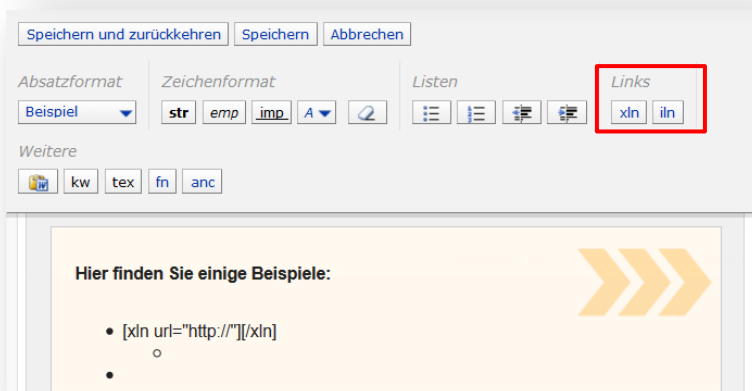 Speichern und zurückkehren Speichern Abbrechen
Absatzformat Zeichenformat Listen Links
Beispiel str emp imp A xln iln
Weitere
kw tex fn anc
Hier finden Sie einige Beispiele:
[xln url="http://"][/xln]